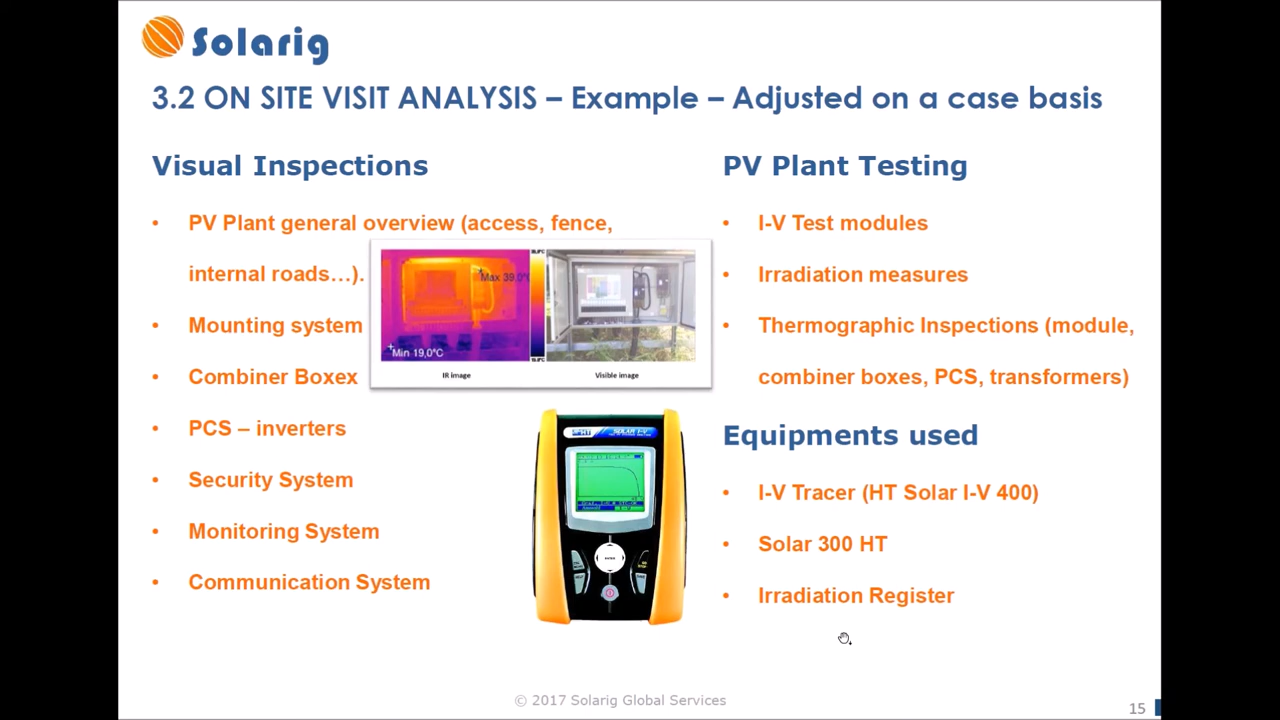 Solarig
3.2 ON SITE VISIT ANALYSIS – Example – Adjusted on a case basis
Visual Inspections
• PV Plant general overview (access, fence,
internal roads…).
• Mounting system
• Combiner Boxex
• PCS – inverters
• Security System
• Monitoring System
• Communication System
Max 39,0°C
Min 19,0°C
IR image
Visible image
HT
SOLAR I-V
ENTER
PV Plant Testing
• I-V Test modules
• Irradiation measures
• Thermographic Inspections (module,
combiner boxes, PCS, transformers)
Equipments used
• I-V Tracer (HT Solar I-V 400)
• Solar 300 HT
• Irradiation Register
© 2017 Solarig Global Services
15